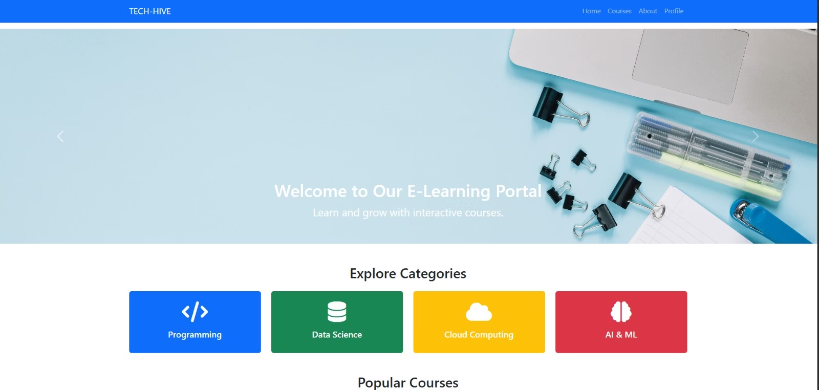 TECH-HIVE
Home Courses About Profile
Welcome to Our E-Learning Portal
Learn and grow with interactive courses.
Explore Categories
Programming
Data Science
Cloud Computing
AI & ML
Popular Courses